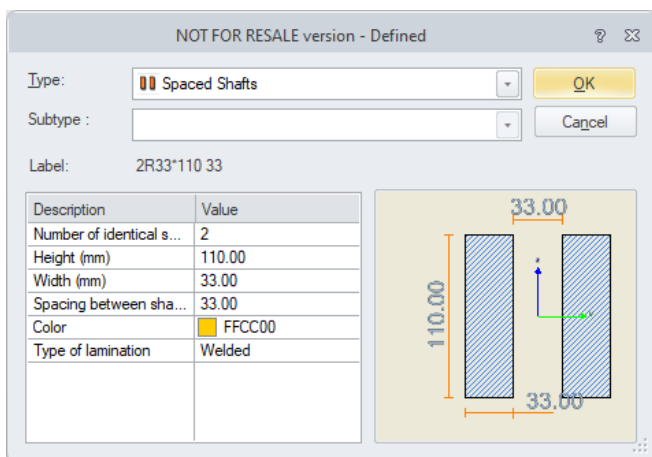 NOT FOR RESALE version - Defined
Type: Spaced Shafts OK
Subtype : Cancel
Label: 2R33*110 33
Description Value
Number of identical s... 2
Height (mm) 110.00
Width (mm) 33.00
Spacing between sha... 33.00
Color FFCC00
Type of lamination Welded
33.00
110.00
33.00